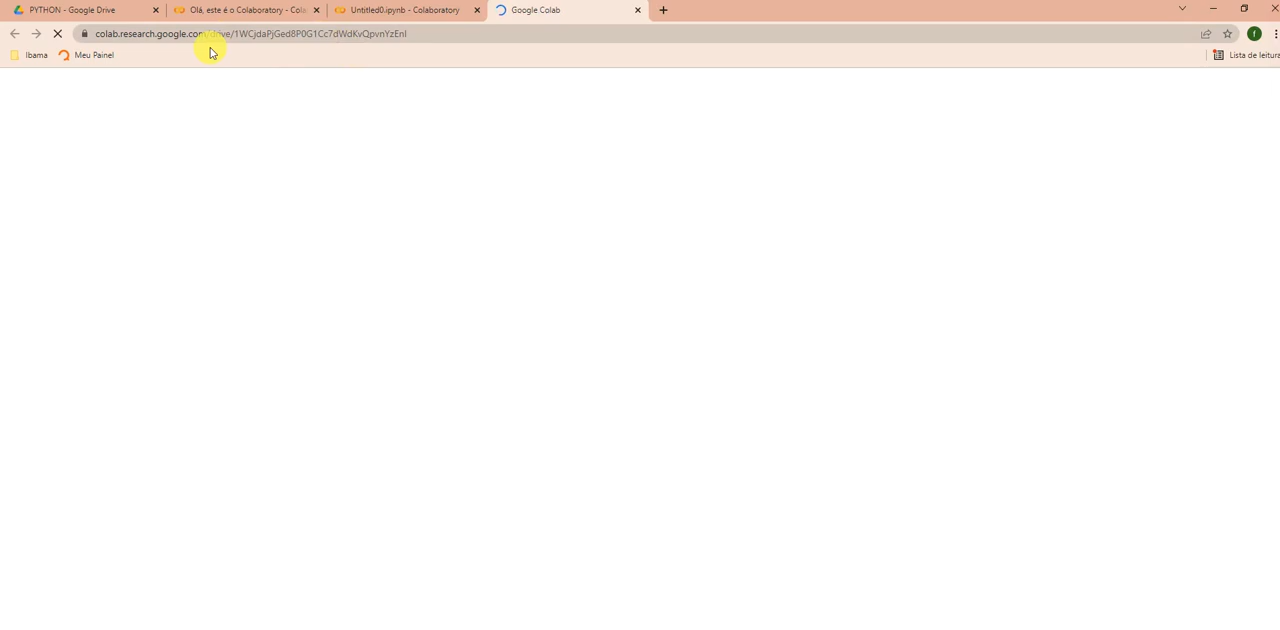 PYTHON - Google Drive
Olá, este é o Colaboratory - Cola
Untitled0.ipynb - Colaboratory
Google Colab
colab.research.google.com/drive/1WCjdaPjGed8P0G1Cc7dWdKvQpvnYzEnl
f
Ibama
Meu Painel
Lista de leitura